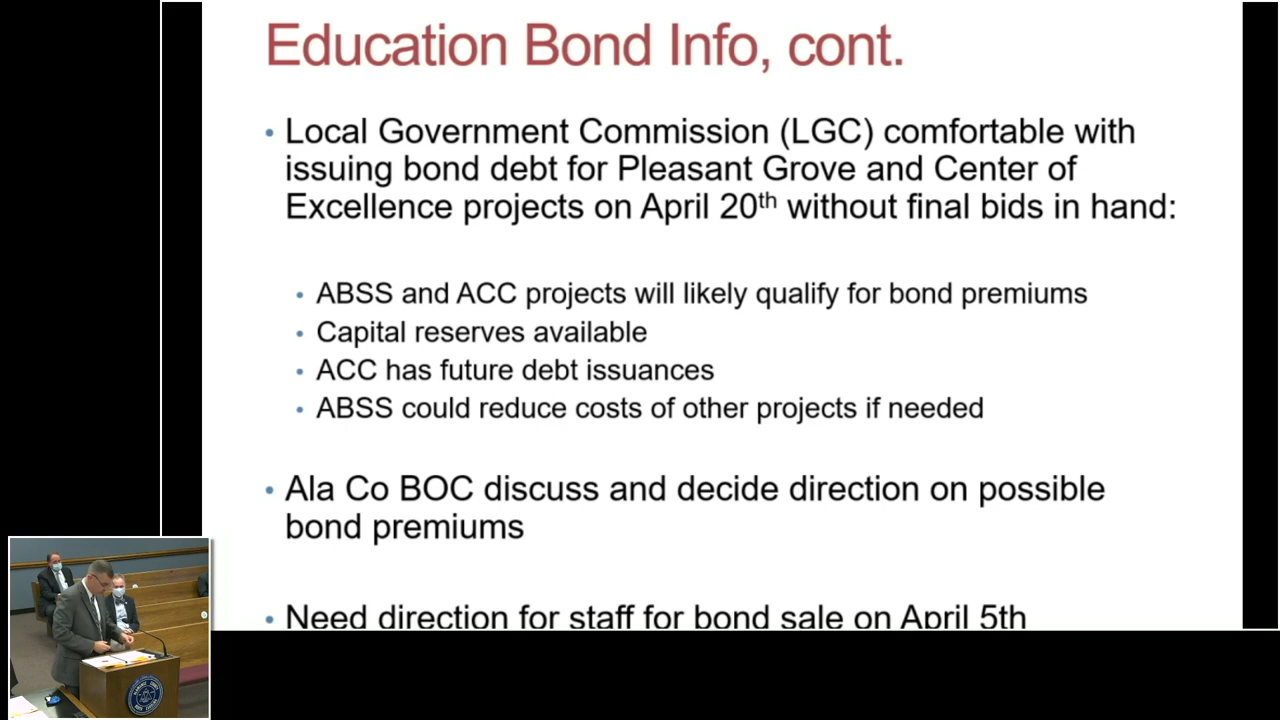 Education Bond Info, cont.
• Local Government Commission (LGC) comfortable with
issuing bond debt for Pleasant Grove and Center of
Excellence projects on April 20th without final bids in hand:
• ABSS and ACC projects will likely qualify for bond premiums
• Capital reserves available
• ACC has future debt issuances
• ABSS could reduce costs of other projects if needed
• Ala Co BOC discuss and decide direction on possible
bond premiums
• Need direction for staff for bond sale on April 5th